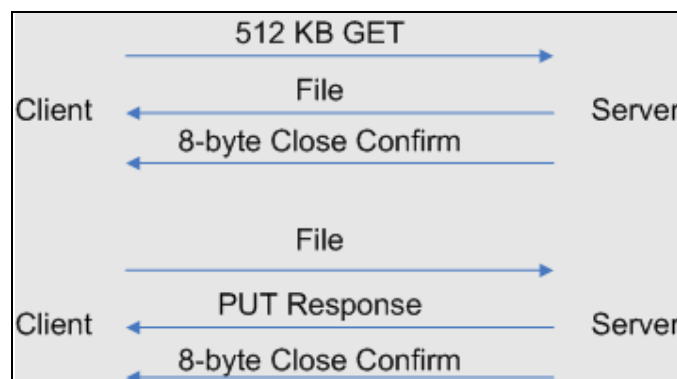 512 KB GET
File
Client Server
8-byte Close Confirm
File
PUT Response
Client Server
8-byte Close Confirm